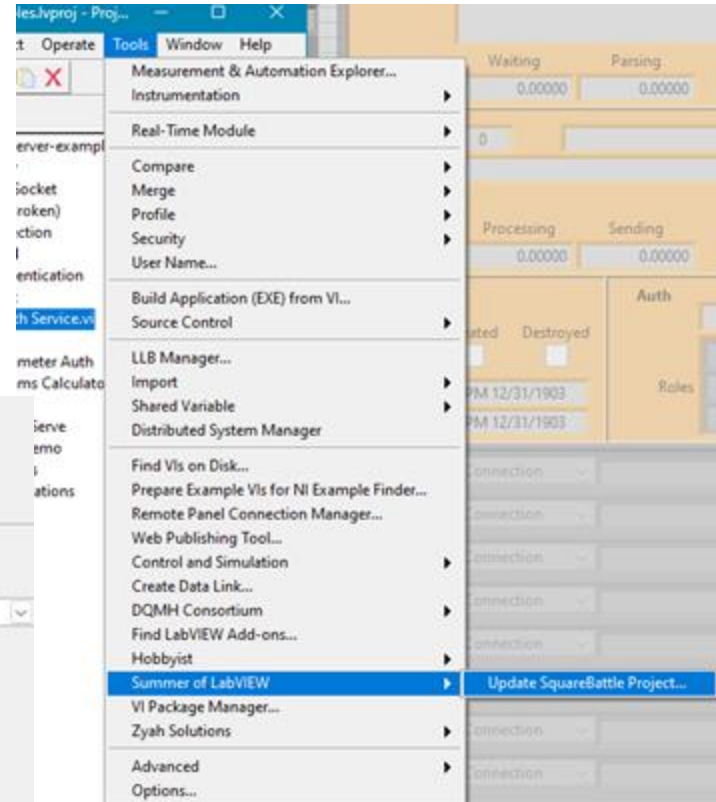 les.lvproj - Proj...
ct Operate Tools Window Help
Measurement & Automation Explorer...
Instrumentation
Real-Time Module
Compare
Merge
Profile
Security
User Name...
Build Application (EXE) from VI...
Source Control
LLB Manager...
Import
Shared Variable
Distributed System Manager
Find VIs on Disk...
Prepare Example VIs for NI Example Finder...
Remote Panel Connection Manager...
Web Publishing Tool...
Control and Simulation
Create Data Link...
DQMH Consortium
Find LabVIEW Add-ons...
Hobbyist
Summer of LabVIEW
Update SquareBattle Project...
VI Package Manager...
Zyah Solutions
Advanced
Options...
erver-exampl
Socket
roken)
ection
entication
th Service.vi
meter Auth
ms Calculato
Serve
emo
s
ations
Waiting Parsing
0.00000 0.00000
0
Processing Sending
0.00000 0.00000
Auth
ated Destroyed
PM 12/31/1903
Roles
PM 12/31/1903
Connection
Connection
Connection
Connection
Connection
Connection
Connection